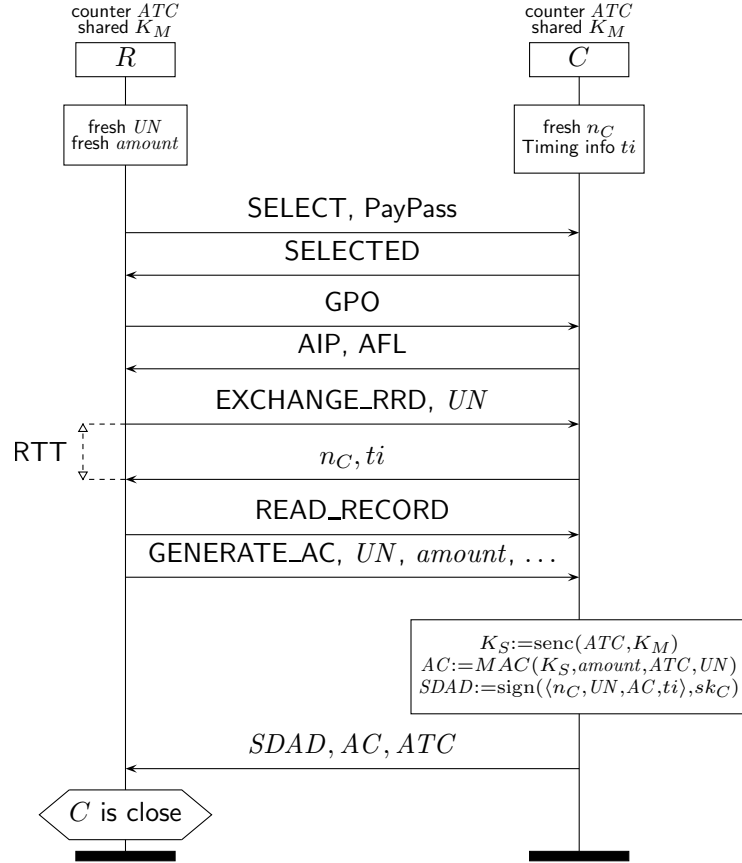 counter ATC
shared K_M
counter ATC
shared K_M
R
C
fresh UN
fresh amount
fresh n_C
Timing info ti
SELECT, PayPass
SELECTED
GPO
AIP, AFL
EXCHANGE_RRD, UN
RTT
n_C, ti
READ_RECORD
GENERATE_AC, UN, amount, ...
K_S:=senc(ATC,K_M)
AC:=MAC(K_S,amount,ATC,UN)
SDAD:=sign(⟨n_C,UN,AC,ti⟩,sk_C)
SDAD, AC, ATC
C is close